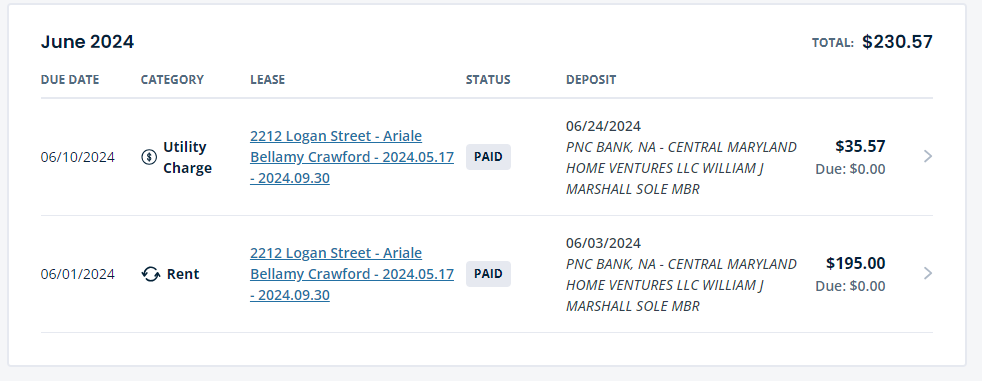 June 2024
TOTAL: $230.57
DUE DATE CATEGORY LEASE STATUS DEPOSIT
06/10/2024
Utility
Charge
2212 Logan Street - Ariale
Bellamy Crawford - 2024.05.17
- 2024.09.30
PAID
06/24/2024
PNC BANK, NA - CENTRAL MARYLAND
HOME VENTURES LLC WILLIAM J
MARSHALL SOLE MBR
$35.57
Due: $0.00
06/01/2024
Rent
2212 Logan Street - Ariale
Bellamy Crawford - 2024.05.17
- 2024.09.30
PAID
06/03/2024
PNC BANK, NA - CENTRAL MARYLAND
HOME VENTURES LLC WILLIAM J
MARSHALL SOLE MBR
$195.00
Due: $0.00